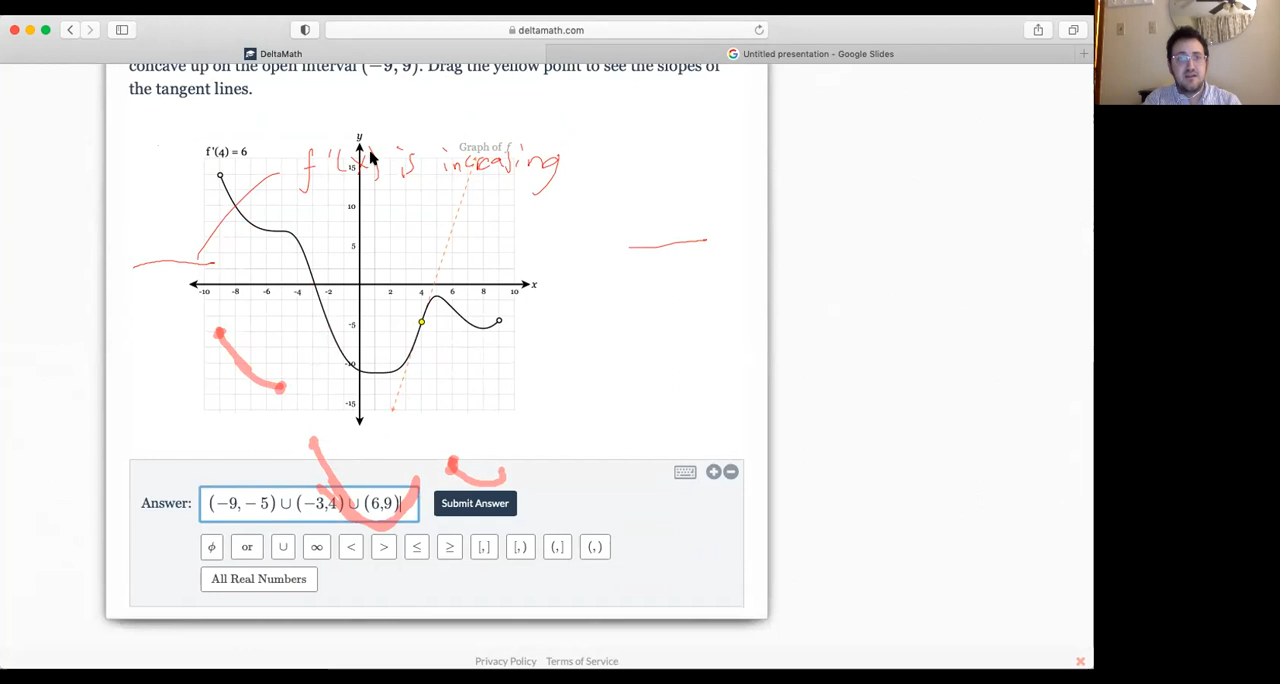 deltamath.com
DeltaMath
Untitled presentation - Google Slides
concave up on the open interval (−9, 9). Drag the yellow point to see the slopes of
the tangent lines.
f'(4) = 6
y
Graph of f
f'(x) is increasing
15
10
5
-10 -8 -6 -4 -2 2 4 6 8 10 x
-5
-10
-15
Answer: (−9, −5) ∪ (−3,4) ∪ (6,9) Submit Answer
ϕ or ∪ ∞ < > ≤ ≥ [,] [,) (,] (,)
All Real Numbers
Privacy Policy Terms of Service